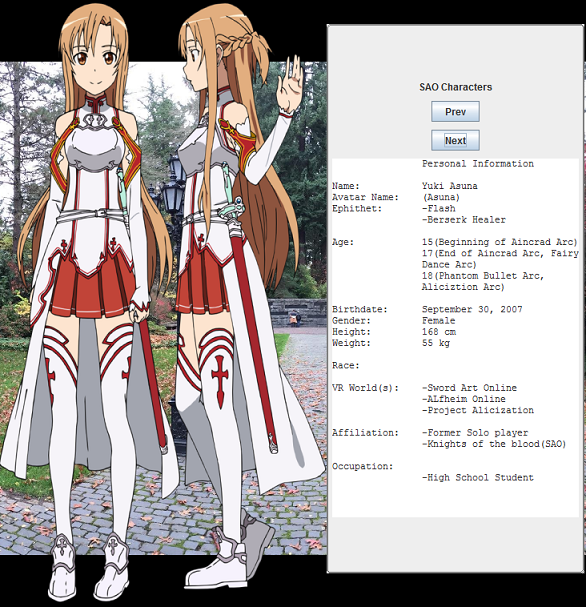 SAO Characters
Prev
Next
Personal Information
Name: Yuki Asuna
Avatar Name: (Asuna)
Ephithet: -Flash
-Berserk Healer
Age: 15(Beginning of Aincrad Arc)
17(End of Aincrad Arc, Fairy
Dance Arc)
18(Phantom Bullet Arc,
Aliciztion Arc)
Birthdate: September 30, 2007
Gender: Female
Height: 168 cm
Weight: 55 kg
Race:
VR World(s): -Sword Art Online
-ALfheim Online
-Project Alicization
Affiliation: -Former Solo player
-Knights of the blood(SAO)
Occupation:
-High School Student